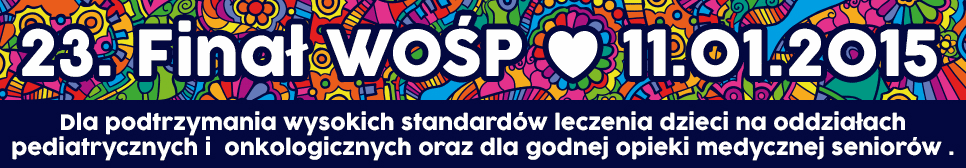 23. Finał WOŚP 🤍 11.01.2015
Dla podtrzymania wysokich standardów leczenia dzieci na oddziałach
pediatrycznych i onkologicznych oraz dla godnej opieki medycznej seniorów .